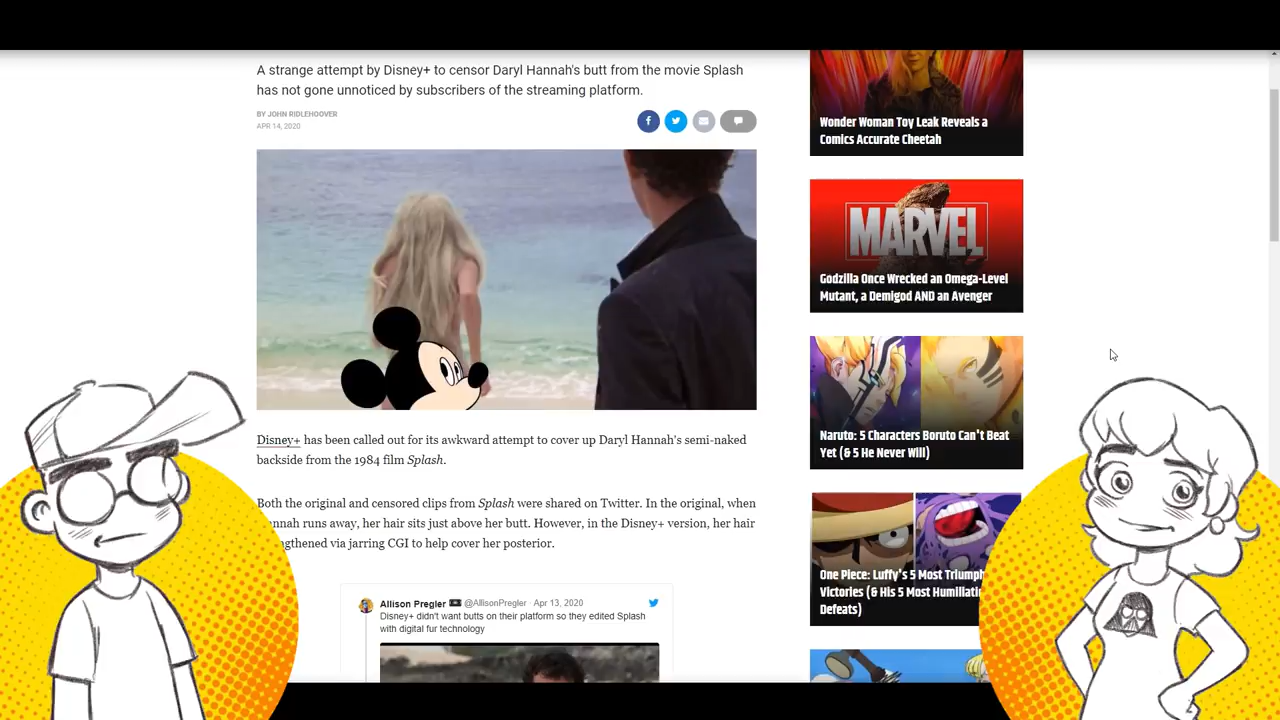 A strange attempt by Disney+ to censor Daryl Hannah's butt from the movie Splash
has not gone unnoticed by subscribers of the streaming platform.
BY JOHN RIDLEHOOVER
APR 14, 2020
Disney+ has been called out for its awkward attempt to cover up Daryl Hannah's semi-naked
backside from the 1984 film Splash.
Both the original and censored clips from Splash were shared on Twitter. In the original, when
runs away, her hair sits just above her butt. However, in the Disney+ version, her hair
via jarring CGI to help cover her posterior.
Allison Pregler @AllisonPregler · Apr 13, 2020
Disney+ didn't want butts on their platform so they edited Splash
with digital fur technology
Wonder Woman Toy Leak Reveals a
Comics Accurate Cheetah
MARVEL
Godzilla Once Wrecked an Omega-Level
Mutant, a Demigod AND an Avenger
Naruto: 5 Characters Boruto Can't Beat
Yet (& 5 He Never Will)
One Piece: Luffy's 5 Most
Victories (& His 5 Most
Defeats)